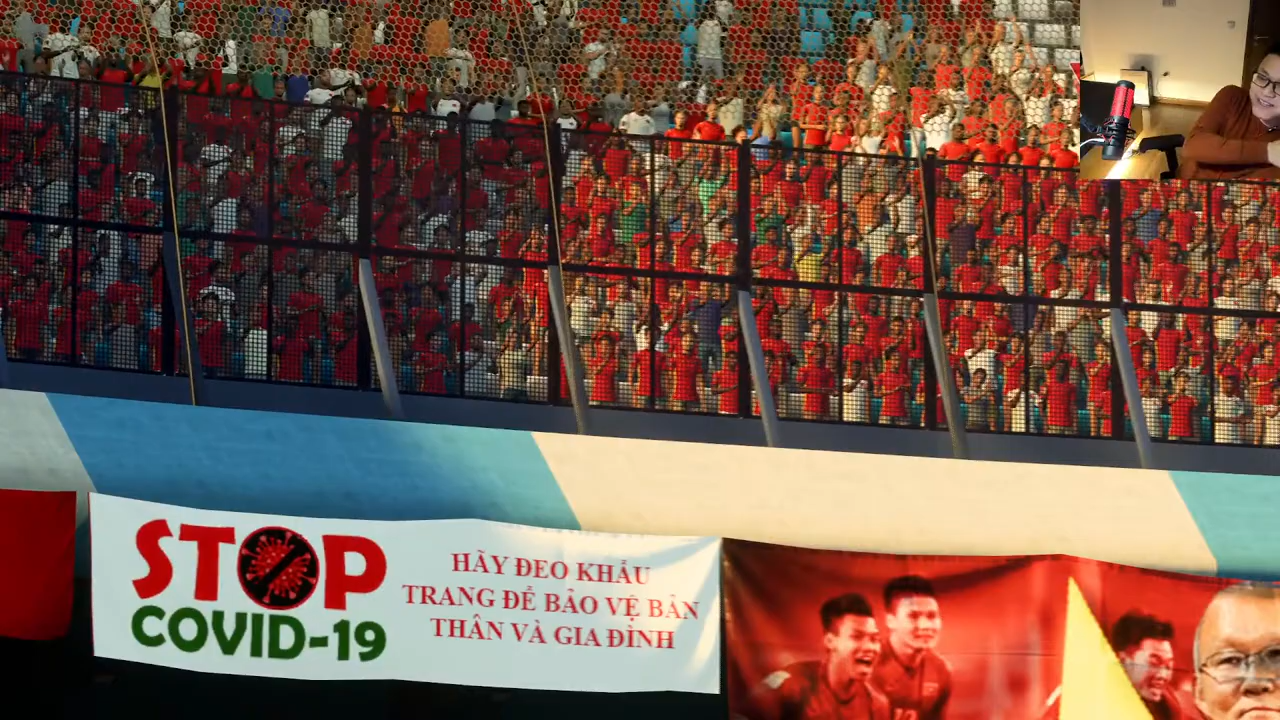 STOP
COVID-19
HÃY ĐEO KHẨU
TRANG ĐỂ BẢO VỆ BẢN
THÂN VÀ GIA ĐÌNH